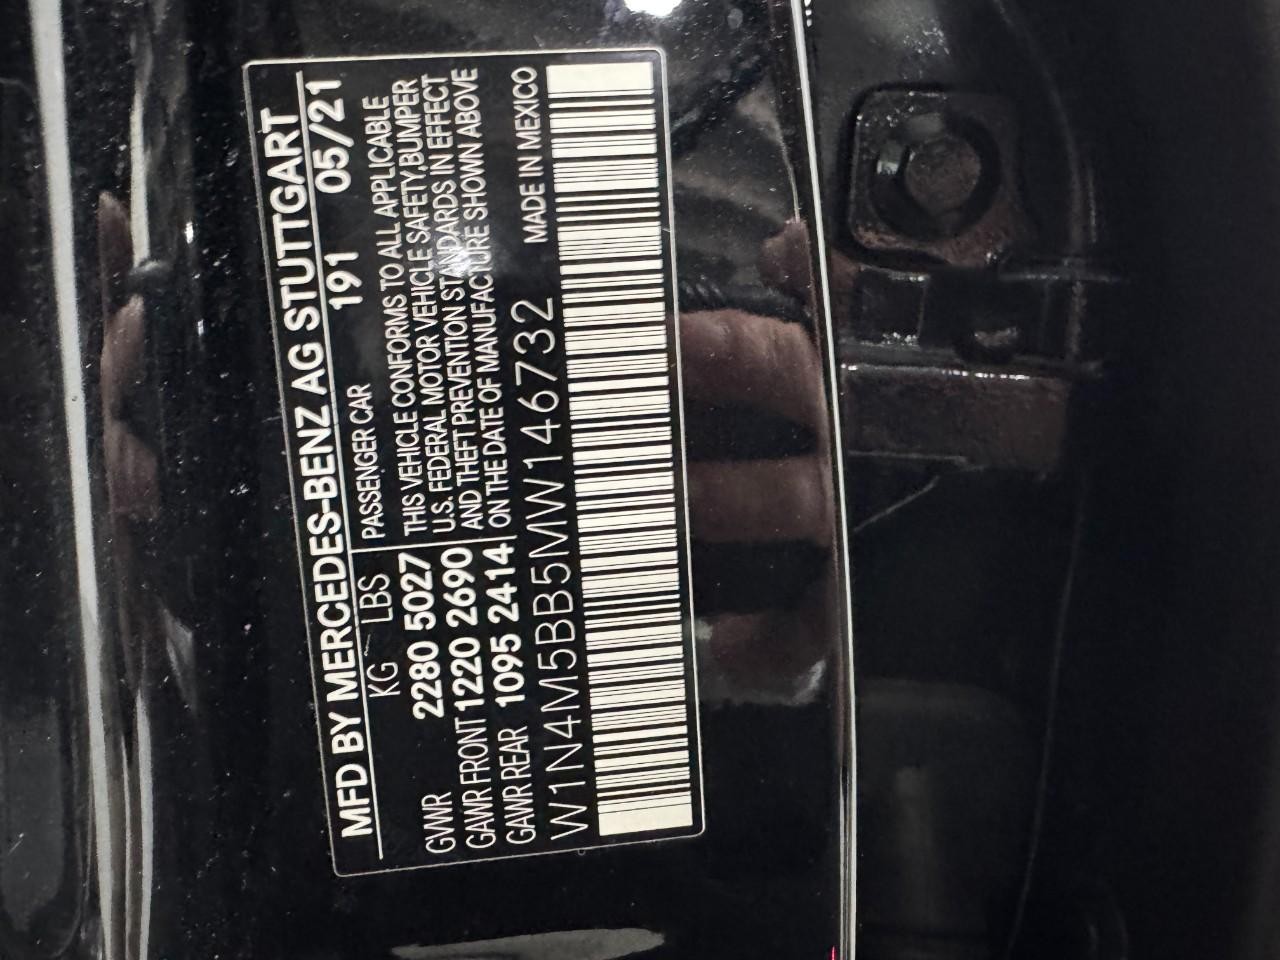 MFD BY MERCEDES-BENZ AG STUTTGART
KG LBS 191 05/21
PASSENGER CAR
GVWR 2280 5027
GAWR FRONT 1220 2690
GAWR REAR 1095 2414
THIS VEHICLE CONFORMS TO ALL APPLICABLE
U.S. FEDERAL MOTOR VEHICLE SAFETY,BUMPER
AND THEFT PREVENTION STANDARDS IN EFFECT
ON THE DATE OF MANUFACTURE SHOWN ABOVE
W1N4M5BB5MW146732 MADE IN MEXICO